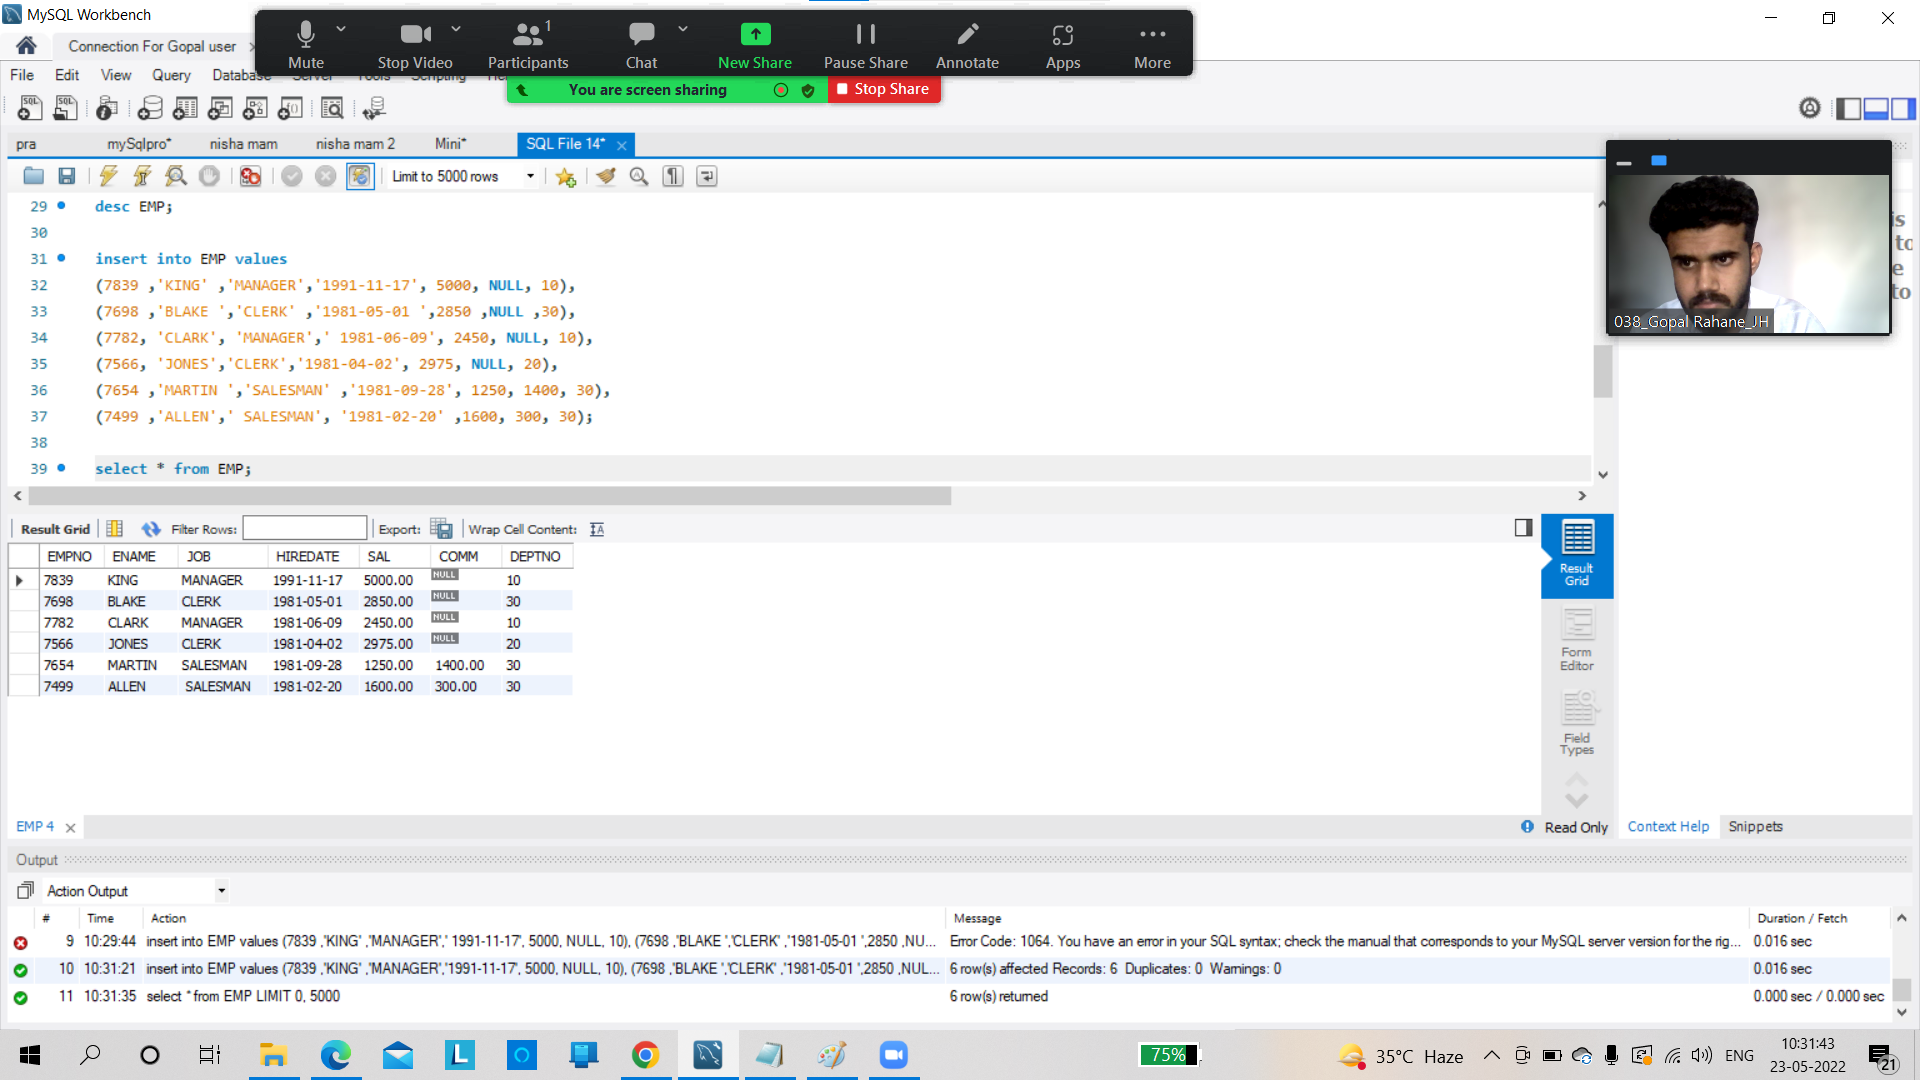 MySQL Workbench
Connection For Gopal user
Mute
Stop Video
Participants
1
Chat
New Share
Pause Share
Annotate
Apps
More
You are screen sharing
Stop Share
File Edit View Query Database Server Tools Scripting
pra mySqlpro* nisha mam nisha mam 2 Mini* SQL File 14*
Limit to 5000 rows
29 desc EMP;
30
31 insert into EMP values
32 (7839 ,'KING' ,'MANAGER','1991-11-17', 5000, NULL, 10),
33 (7698 ,'BLAKE ','CLERK' ,'1981-05-01 ',2850 ,NULL ,30),
34 (7782, 'CLARK', 'MANAGER',' 1981-06-09', 2450, NULL, 10),
35 (7566, 'JONES','CLERK','1981-04-02', 2975, NULL, 20),
36 (7654 ,'MARTIN ','SALESMAN' ,'1981-09-28', 1250, 1400, 30),
37 (7499 ,'ALLEN',' SALESMAN', '1981-02-20' ,1600, 300, 30);
38
39 select * from EMP;
038_Gopal Rahane_JH
is
to
e
to
Result Grid Filter Rows: Export: Wrap Cell Content:
EMPNO ENAME JOB HIREDATE SAL COMM DEPTNO
7839 KING MANAGER 1991-11-17 5000.00 NULL 10
7698 BLAKE CLERK 1981-05-01 2850.00 NULL 30
7782 CLARK MANAGER 1981-06-09 2450.00 NULL 10
7566 JONES CLERK 1981-04-02 2975.00 NULL 20
7654 MARTIN SALESMAN 1981-09-28 1250.00 1400.00 30
7499 ALLEN SALESMAN 1981-02-20 1600.00 300.00 30
Result
Grid
Form
Editor
Field
Types
EMP 4
Read Only
Context Help Snippets
Output
Action Output
# Time Action Message Duration / Fetch
9 10:29:44 insert into EMP values (7839 ,'KING' ,'MANAGER',' 1991-11-17', 5000, NULL, 10), (7698 ,'BLAKE ','CLERK' ,'1981-05-01 ',2850 ,NU... Error Code: 1064. You have an error in your SQL syntax; check the manual that corresponds to your MySQL server version for the rig... 0.016 sec
10 10:31:21 insert into EMP values (7839 ,'KING' ,'MANAGER','1991-11-17', 5000, NULL, 10), (7698 ,'BLAKE ','CLERK' ,'1981-05-01 ',2850 ,NUL... 6 row(s) affected Records: 6 Duplicates: 0 Warnings: 0 0.016 sec
11 10:31:35 select * from EMP LIMIT 0, 5000 6 row(s) returned 0.000 sec / 0.000 sec
75%
35°C Haze
ENG
10:31:43
23-05-2022
21